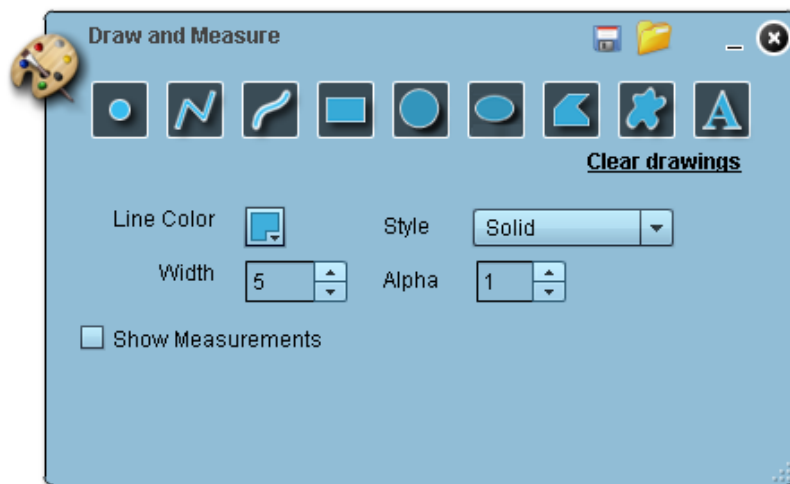 Draw and Measure
A
Clear drawings
Line Color
Style
Solid
Width
5
Alpha
1
Show Measurements